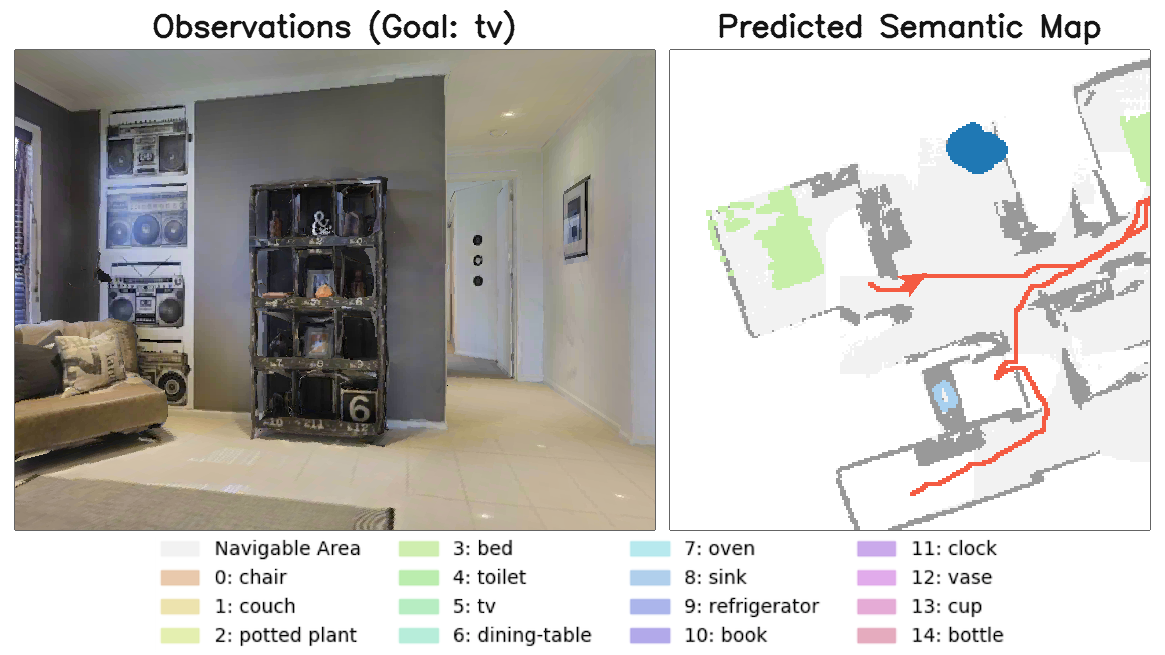 Observations (Goal: tv)
Predicted Semantic Map
&
6
Navigable Area
0: chair
1: couch
2: potted plant
3: bed
4: toilet
5: tv
6: dining-table
7: oven
8: sink
9: refrigerator
10: book
11: clock
12: vase
13: cup
14: bottle